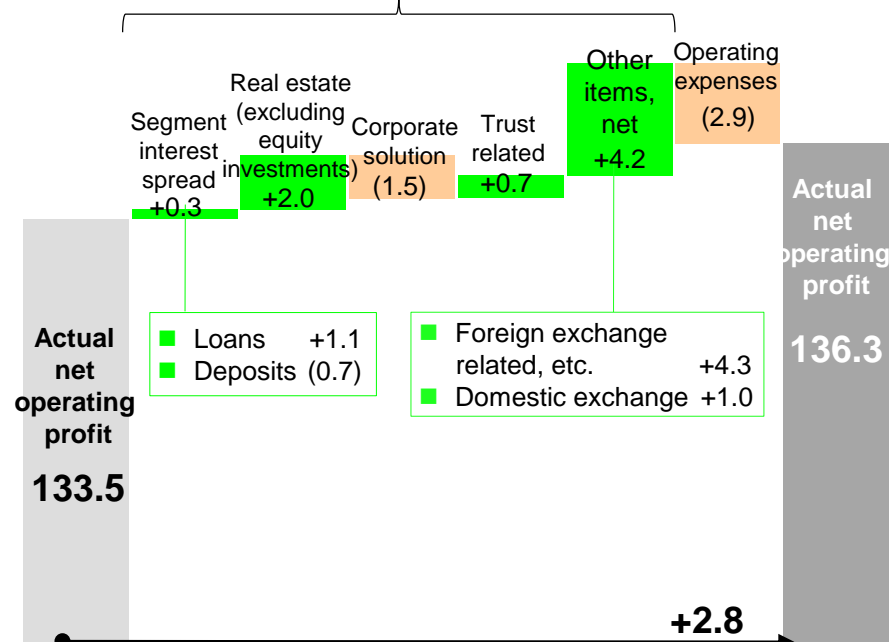 Segment
interest
spread
+0.3
Real estate
(excluding
equity
investments)
+2.0
Corporate
solution
(1.5)
Trust
related
+0.7
Other
items,
net
+4.2
Operating
expenses
(2.9)
Actual
net
operating
profit
133.5
■ Loans +1.1
■ Deposits (0.7)
■ Foreign exchange
related, etc. +4.3
■ Domestic exchange +1.0
Actual
net
operating
profit
136.3
+2.8